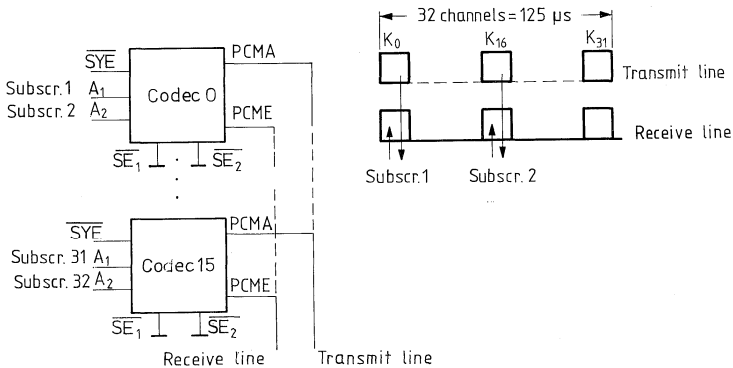 32 channels = 125 µs
K0 K16 K31
Transmit line
Receive line
Subscr.1 Subscr. 2
PCMA
SYE
Subscr.1 A1
Codec 0
Subscr. 2 A2
PCME
SE1 SE2
PCMA
SYE
Subscr. 31 A1
Codec 15
Subscr. 32 A2
PCME
SE1 SE2
Receive line Transmit line